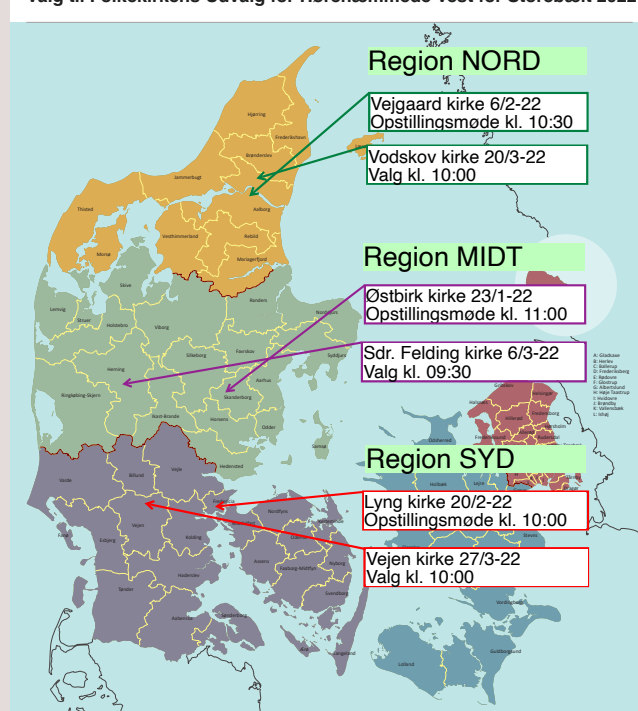 Region NORD
Vejgaard kirke 6/2-22
Opstillingsmøde kl. 10:30
Vodskov kirke 20/3-22
Valg kl. 10:00
Region MIDT
Østbirk kirke 23/1-22
Opstillingsmøde kl. 11:00
Sdr. Felding kirke 6/3-22
Valg kl. 09:30
Region SYD
Lyng kirke 20/2-22
Opstillingsmøde kl. 10:00
Vejen kirke 27/3-22
Valg kl. 10:00
Hjørring
Frederikshavn
Brønderslev
Jammerbugt
Thisted
Aalborg
Vesthimmerland
Rebild
Morsø
Mariagerfjord
Skive
Lemvig
Struer
Holstebro
Viborg
Randers
Norddjurs
Silkeborg
Favrskov
Syddjurs
Herning
Aarhus
Ringkøbing-Skjern
Skanderborg
Ikast-Brande
Horsens
Odder
Samsø
Hedensted
Varde
Billund
Vejle
Fanø
Esbjerg
Vejen
Kolding
Haderslev
Tønder
Aabenraa
Sønderborg
Nordfyns
Assens
Faaborg-Midtfyn
Nyborg
Svendborg
Langeland
Ærø
Odsherred
Holbæk
Stevns
Vordingborg
Guldborgsund
Lolland
A: Gladsaxe
B: Herlev
C: Ballerup
D: Frederiksberg
E: Rødovre
F: Glostrup
G: Albertslund
H: Høje Taastrup
I: Hvidovre
J: Brøndby
K: Vallensbæk
L: Ishøj